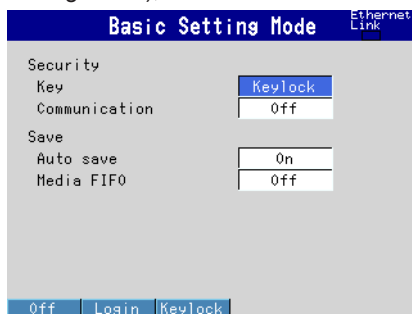 Basic Setting Mode
Ethernet
Link
Security
Key Keylock
Communication Off
Save
Auto save On
Media FIFO Off
Off Login Keylock